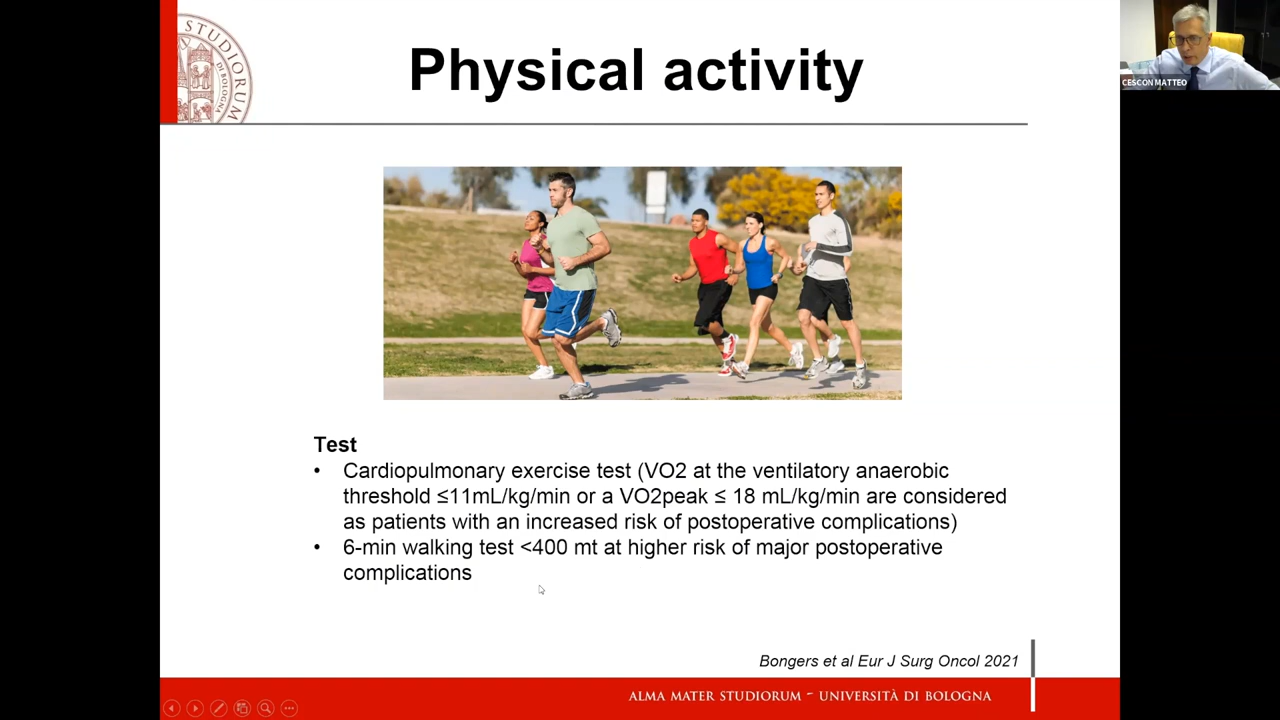 Physical activity
CESCON MATTEO
STUDIORUM
DI BOLOGNA
Test
• Cardiopulmonary exercise test (VO2 at the ventilatory anaerobic
threshold ≤11mL/kg/min or a VO2peak ≤ 18 mL/kg/min are considered
as patients with an increased risk of postoperative complications)
• 6-min walking test <400 mt at higher risk of major postoperative
complications
Bongers et al Eur J Surg Oncol 2021
ALMA MATER STUDIORUM ~ UNIVERSITÀ DI BOLOGNA